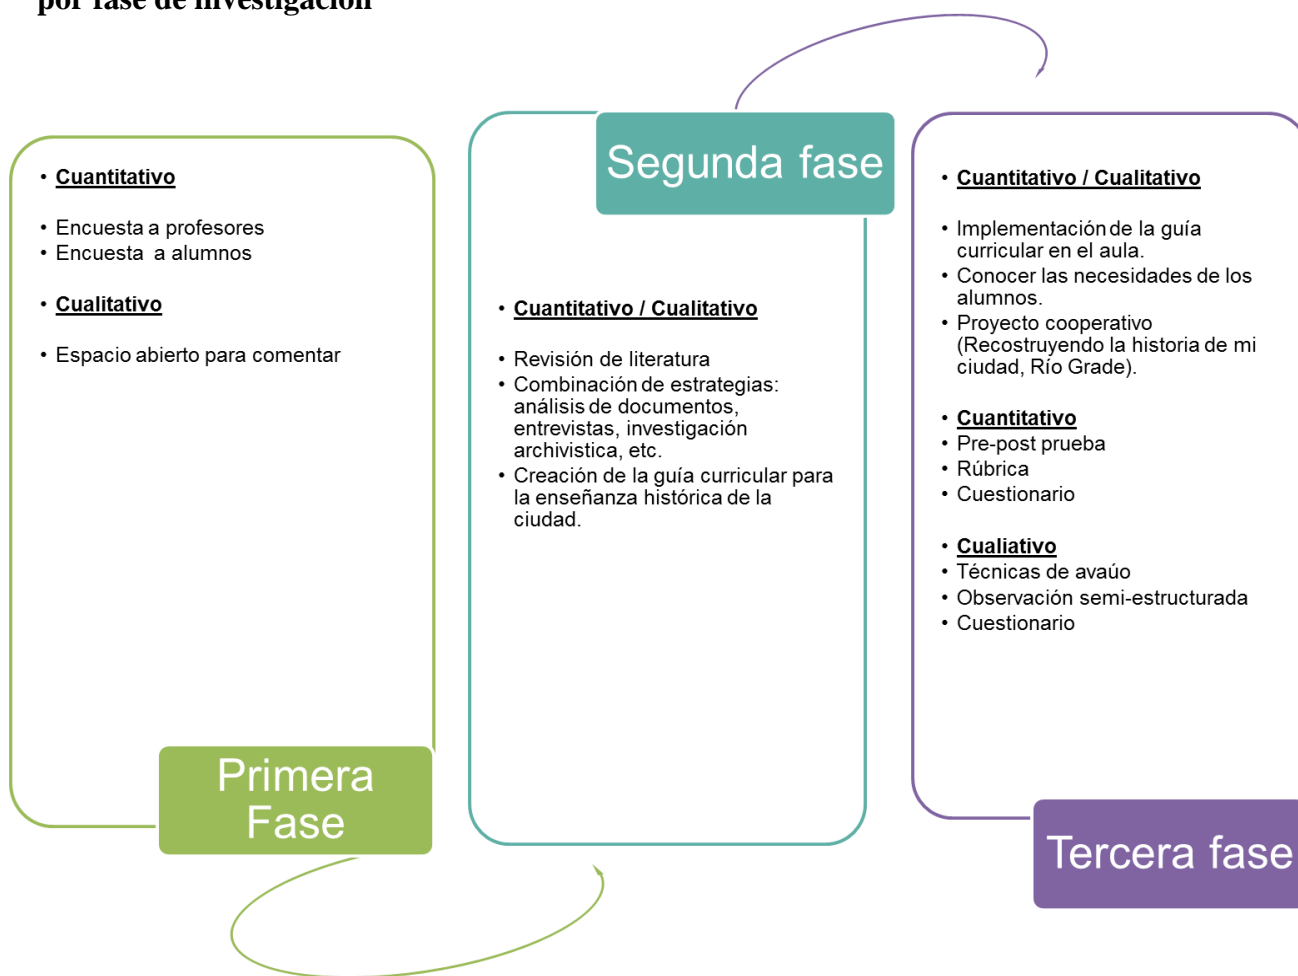 por fase de investigación
• Cuantitativo
• Encuesta a profesores
• Encuesta a alumnos
• Cualitativo
• Espacio abierto para comentar
Primera
Fase
Segunda fase
• Cuantitativo / Cualitativo
• Revisión de literatura
• Combinación de estrategias:
análisis de documentos,
entrevistas, investigación
archivistica, etc.
• Creación de la guía curricular para
la enseñanza histórica de la
ciudad.
• Cuantitativo / Cualitativo
• Implementación de la guía
curricular en el aula.
• Conocer las necesidades de los
alumnos.
• Proyecto cooperativo
(Recostruyendo la historia de mi
ciudad, Río Grade).
• Cuantitativo
• Pre-post prueba
• Rúbrica
• Cuestionario
• Cualiativo
• Técnicas de avaúo
• Observación semi-estructurada
• Cuestionario
Tercera fase